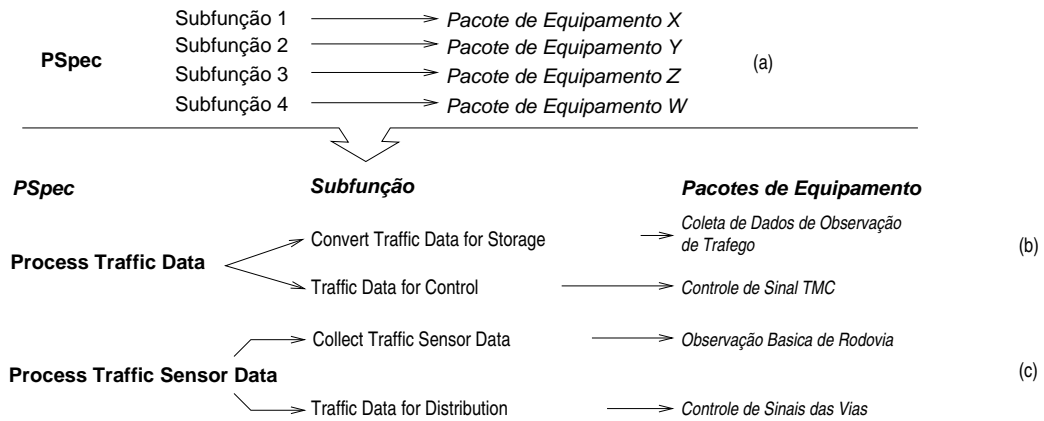 Subfunção 1 Pacote de Equipamento X
Subfunção 2 Pacote de Equipamento Y
PSpec (a)
Subfunção 3 Pacote de Equipamento Z
Subfunção 4 Pacote de Equipamento W
PSpec Subfunção Pacotes de Equipamento
Convert Traffic Data for Storage Coleta de Dados de Observação
de Trafego (b)
Process Traffic Data
Traffic Data for Control Controle de Sinal TMC
Collect Traffic Sensor Data Observação Basica de Rodovia
Process Traffic Sensor Data (c)
Traffic Data for Distribution Controle de Sinais das Vias